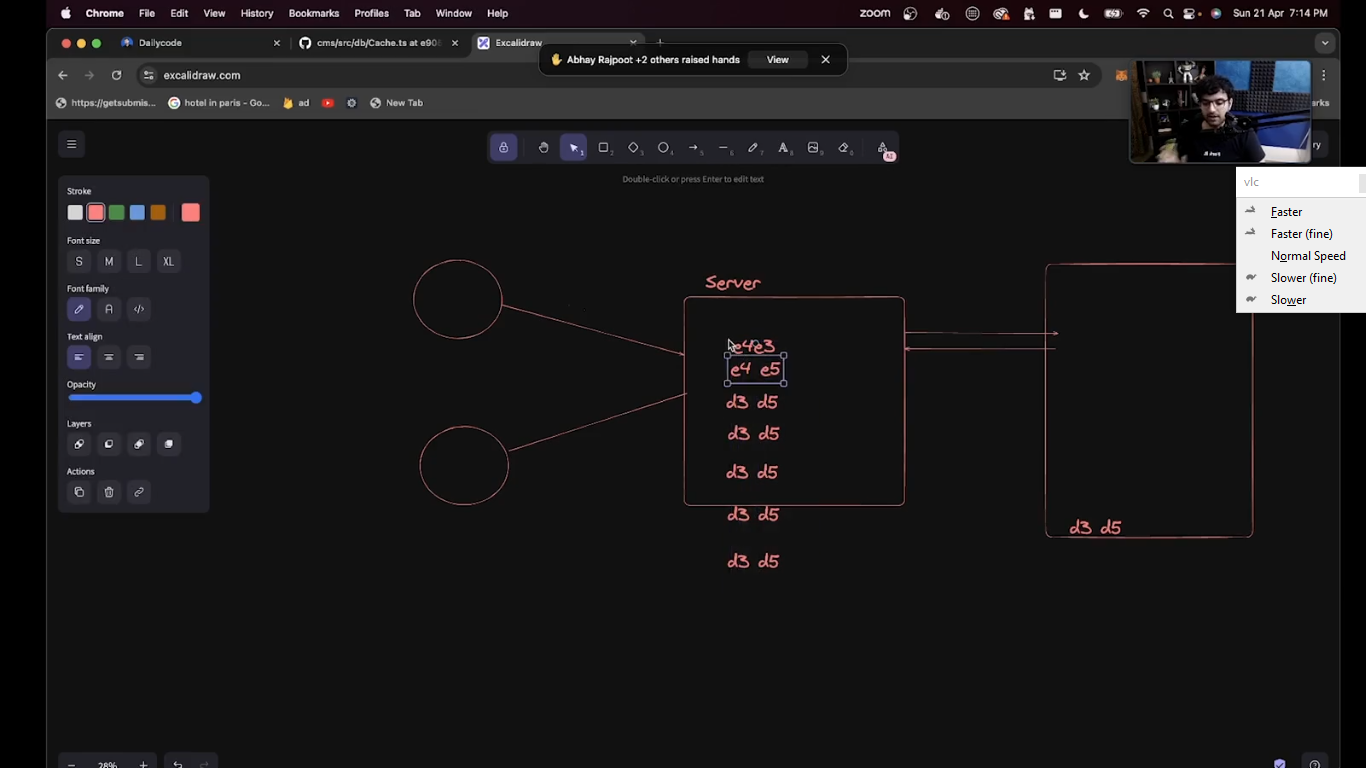 Chrome File Edit View History Bookmarks Profiles Tab Window Help zoom Sun 21 Apr 7:14 PM
Dailycode
cms/src/db/Cache.ts at e90
Excalidraw
Abhay Rajpoot +2 others raised hands View
excalidraw.com
https://getsubmis...
hotel in paris - Go...
ad
New Tab
Double-click or press Enter to edit text
Stroke
Font size
S M L XL
Font family
A
Text align
Opacity
Layers
Actions
Server
e4e3
e4 e5
d3 d5
d3 d5
d3 d5
d3 d5
d3 d5
d3 d5
vlc
Faster
Faster (fine)
Normal Speed
Slower (fine)
Slower
28%